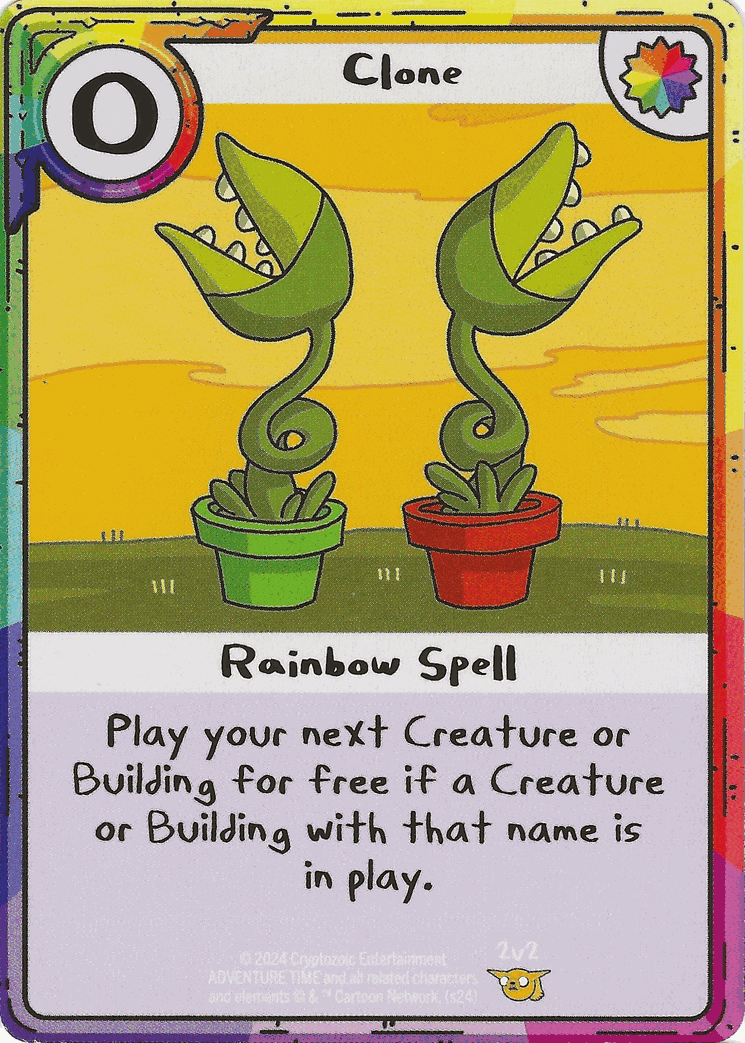 0
Clone
Rainbow Spell
Play your next Creature or
Building for free if a Creature
or Building with that name is
in play.
2v2
© 2024 Cryptozoic Entertainment
ADVENTURE TIME and all related characters
and elements © & ™ Cartoon Network. (s24)